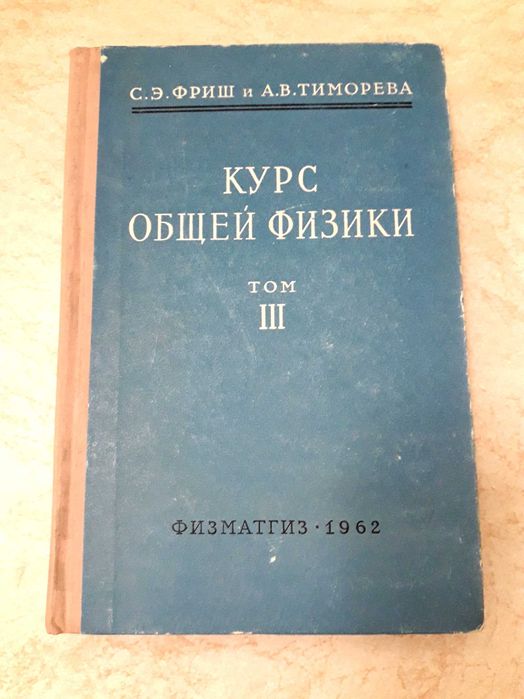 С.Э.ФРИШ и А.В.ТИМОРЕВА
КУРС
ОБЩЕЙ ФИЗИКИ
ТОМ
III
ФИЗМАТГИЗ · 1962